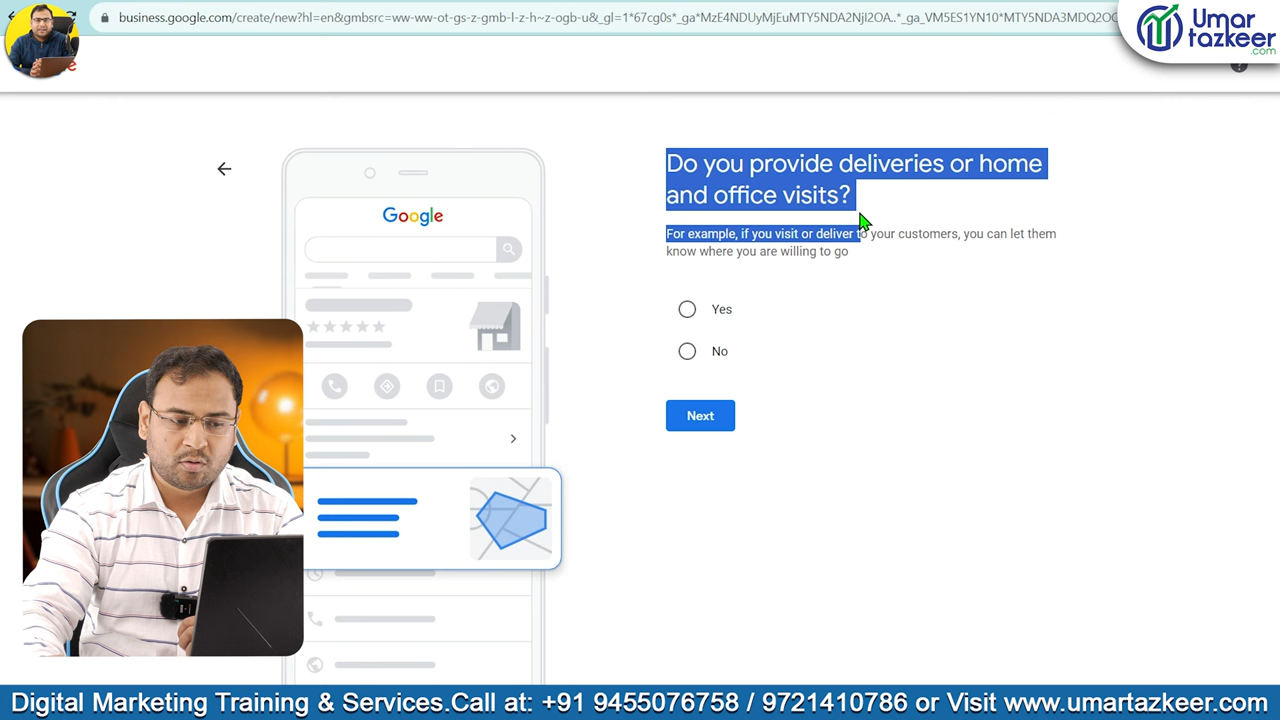 business.google.com/create/new?hl=en&gmbsrc=ww-ww-ot-gs-z-gmb-l-z-h~z-ogb-u&_gl=1*67cg0s*_ga*MzE4NDUyMjEuMTY5NDA2NjI2OA..*_ga_VM5ES1YN10*MTY5NDA3MDQ2OC
Umar
tazkeer
.com
Do you provide deliveries or home
and office visits?
For example, if you visit or deliver to your customers, you can let them
know where you are willing to go
Yes
No
Next
Google
Digital Marketing Training & Services.Call at: +91 9455076758 / 9721410786 or Visit www.umartazkeer.com